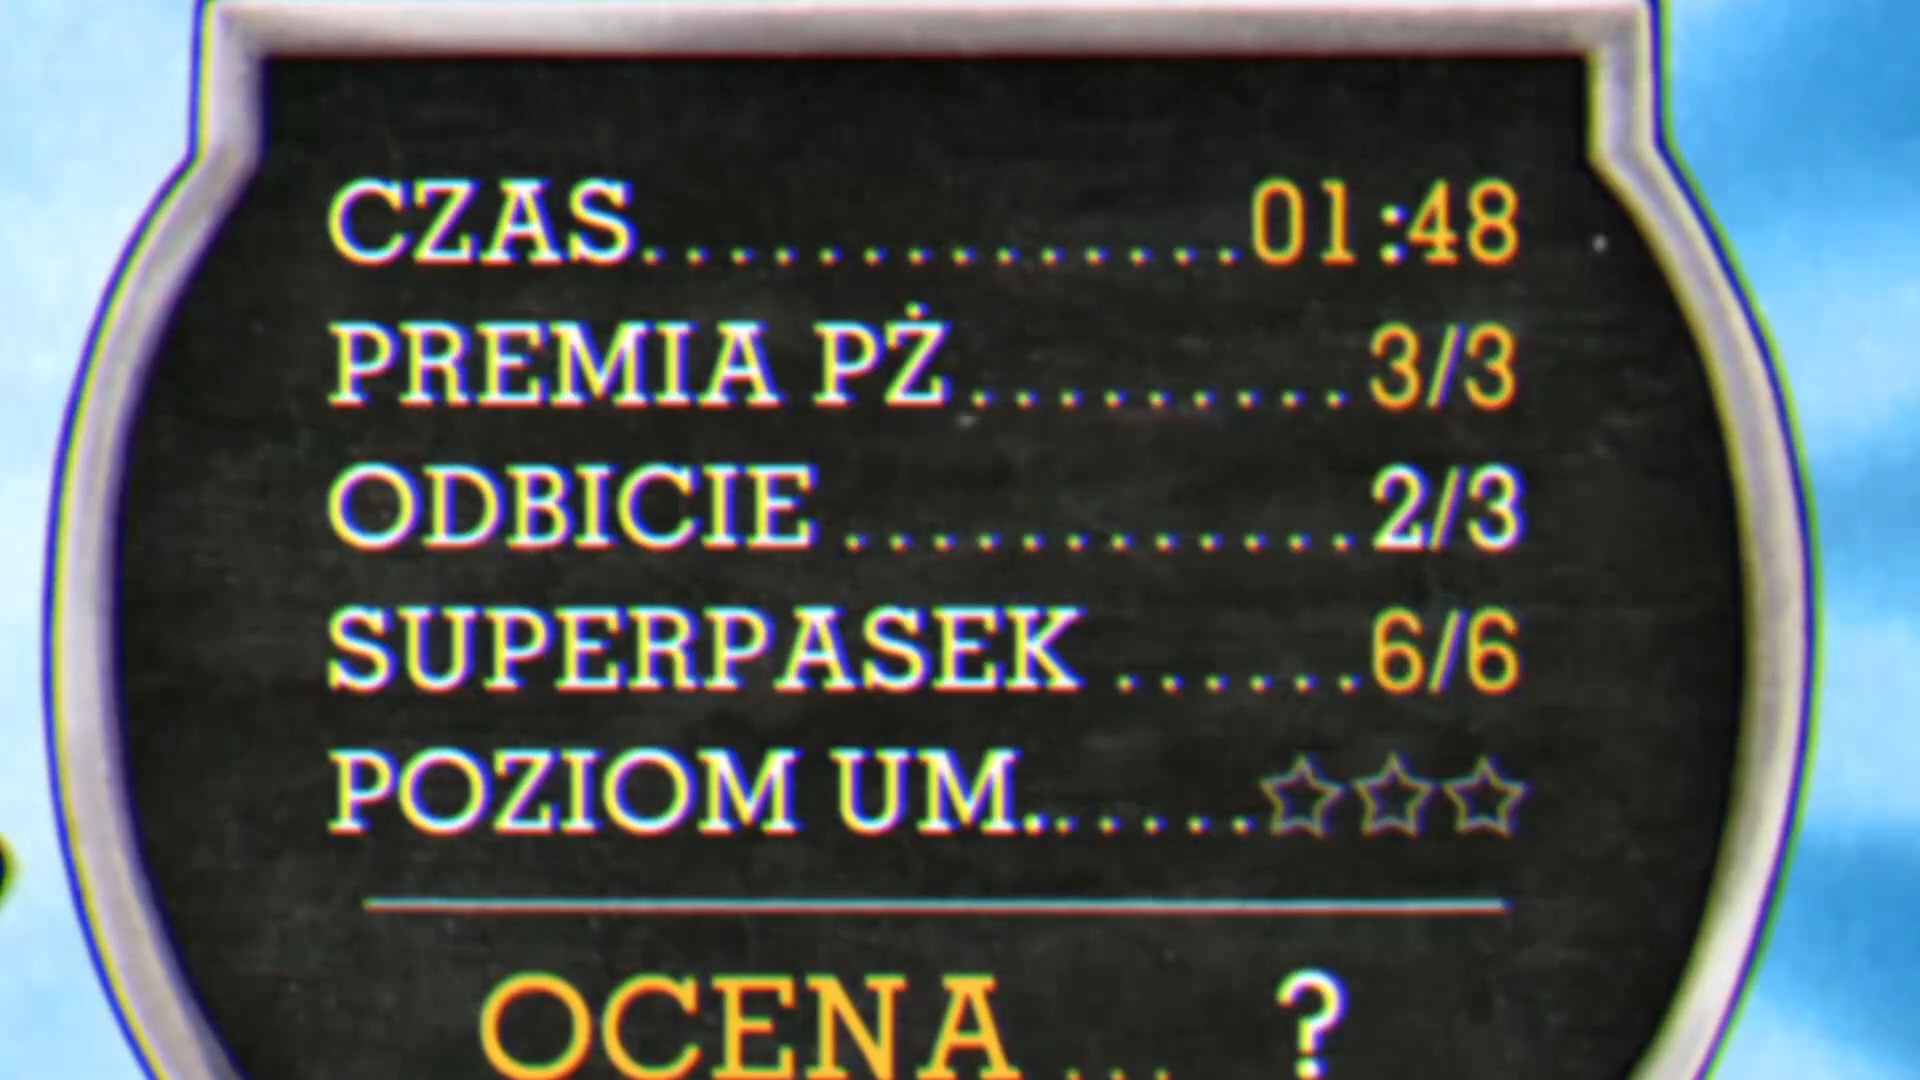 CZAS...............01:48
PREMIA PŻ.........3/3
ODBICIE ............2/3
SUPERPASEK ......6/6
POZIOM UM......☆☆☆
OCENA ... ?